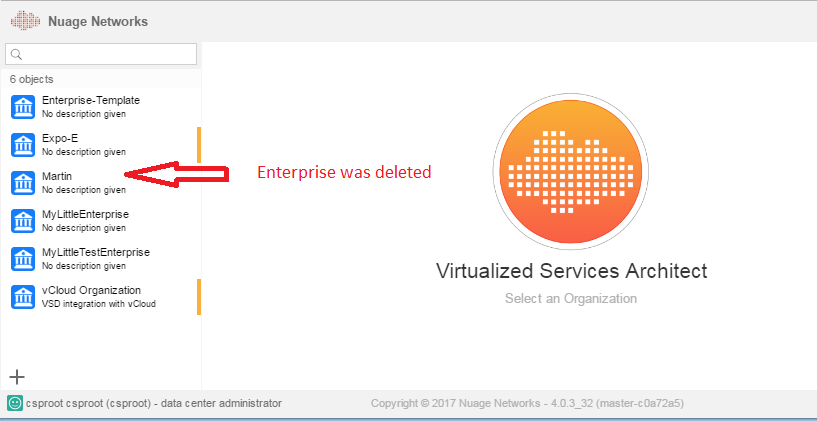 Nuage Networks
6 objects
Enterprise-Template
No description given
Expo-E
No description given
Martin
No description given
MyLittleEnterprise
No description given
MyLittleTestEnterprise
No description given
vCloud Organization
VSD integration with vCloud
Enterprise was deleted
Virtualized Services Architect
Select an Organization
csproot csproot (csproot) - data center administrator
Copyright © 2017 Nuage Networks - 4.0.3_32 (master-c0a72a5)